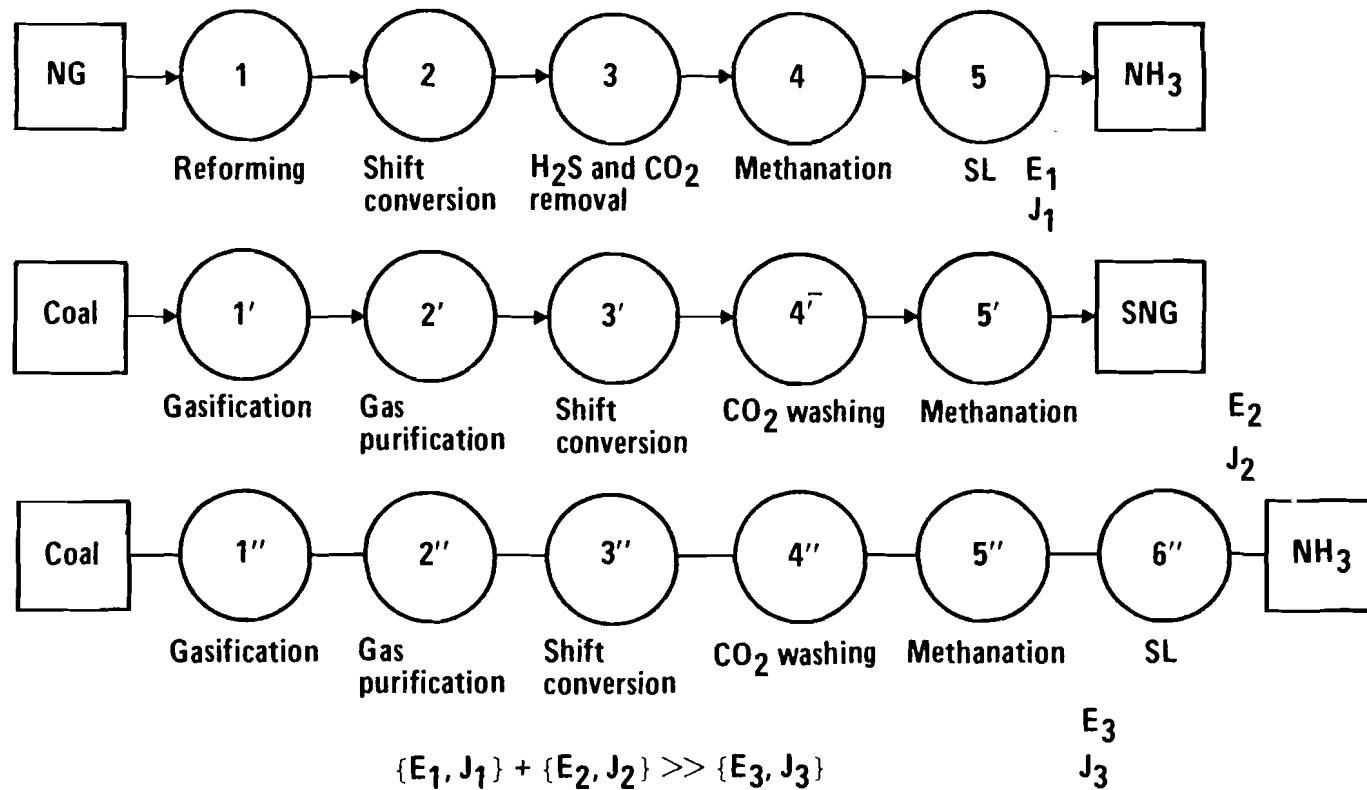 NG 1 2 3 4 5 NH3
Reforming Shift conversion H2S and CO2 removal Methanation SL E1
J1
Coal 1' 2' 3' 4' 5' SNG
Gasification Gas purification Shift conversion CO2 washing Methanation
E2
J2
Coal 1'' 2'' 3'' 4'' 5'' 6'' NH3
Gasification Gas purification Shift conversion CO2 washing Methanation SL
E3
J3
{E1, J1} + {E2, J2} >> {E3, J3}